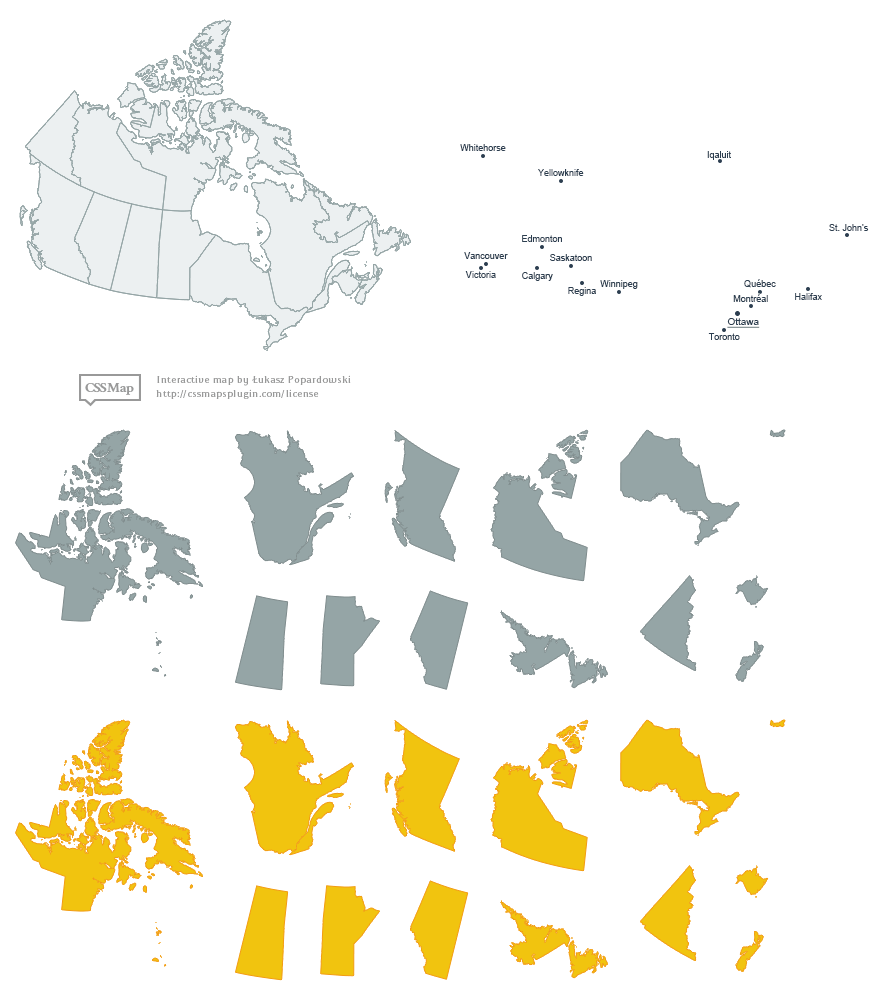 Whitehorse
Iqaluit
Yellowknife
St. John's
Edmonton
Vancouver
Saskatoon
Victoria
Calgary
Québec
Winnipeg
Regina
Montréal
Halifax
Ottawa
Toronto
CSSMap
Interactive map by Łukasz Popardowski
http://cssmapsplugin.com/license